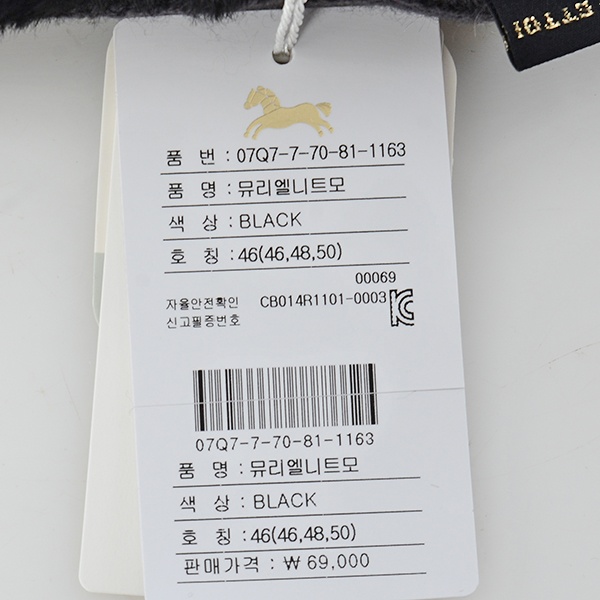 ETTOI
품 번 : 07Q7-7-70-81-1163
품 명 : 뮤리엘니트모
색 상 : BLACK
호 칭 : 46(46,48,50)
00069
자율안전확인 CB014R1101-0003
신고필증번호
07Q7-7-70-81-1163
품 명 : 뮤리엘니트모
색 상 : BLACK
호 칭 : 46(46,48,50)
판매가격 : ₩ 69,000